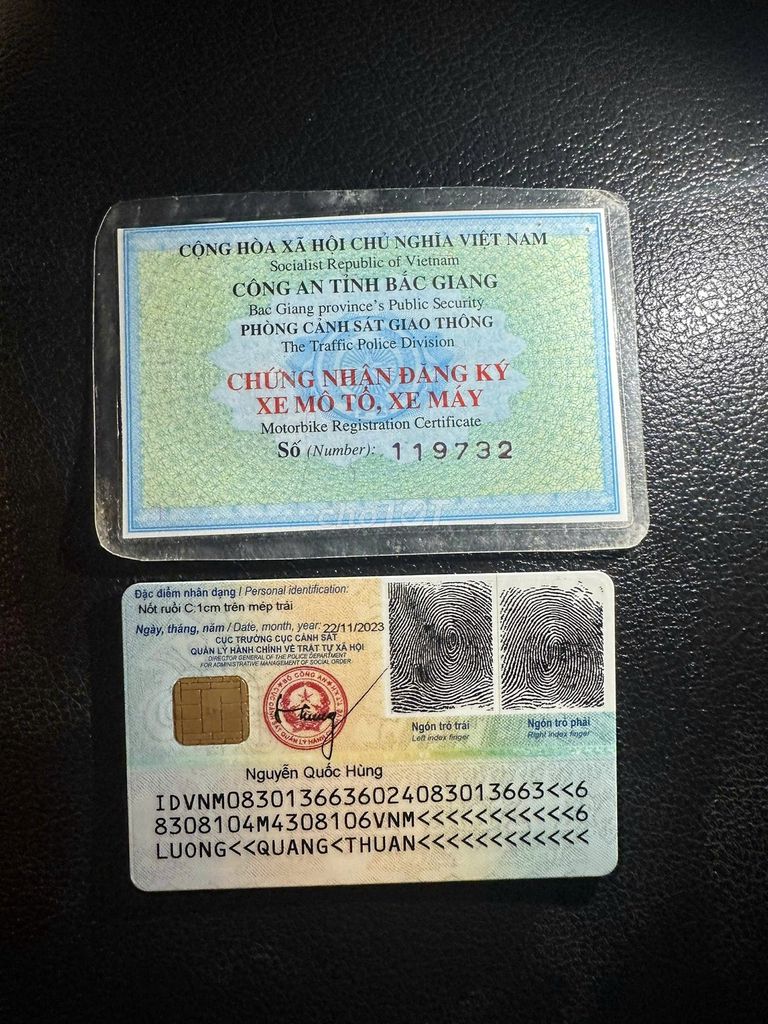 CỘNG HÒA XÃ HỘI CHỦ NGHĨA VIỆT NAM
Socialist Republic of Vietnam
CÔNG AN TỈNH BẮC GIANG
Bac Giang province's Public Security
PHÒNG CẢNH SÁT GIAO THÔNG
The Traffic Police Division
CHỨNG NHẬN ĐĂNG KÝ
XE MÔ TÔ, XE MÁY
Motorbike Registration Certificate
Số (Number): 119732
chợTỐT
Đặc điểm nhân dạng / Personal identification:
Nốt ruồi C:1cm trên mép trái
Ngày, tháng, năm / Date, month, year: 22/11/2023
CỤC TRƯỞNG CỤC CẢNH SÁT
QUẢN LÝ HÀNH CHÍNH VỀ TRẬT TỰ XÃ HỘI
DIRECTOR GENERAL OF THE POLICE DEPARTMENT
FOR ADMINISTRATIVE MANAGEMENT OF SOCIAL ORDER
BỘ CÔNG AN
Ngón trỏ trái
Left index finger
Ngón trỏ phải
Right index finger
Nguyễn Quốc Hùng
IDVNM0830136636024083013663<<6
8308104M4308106VNM<<<<<<<<<<<6
LUONG<<QUANG<THUAN<<<<<<<<<<<<